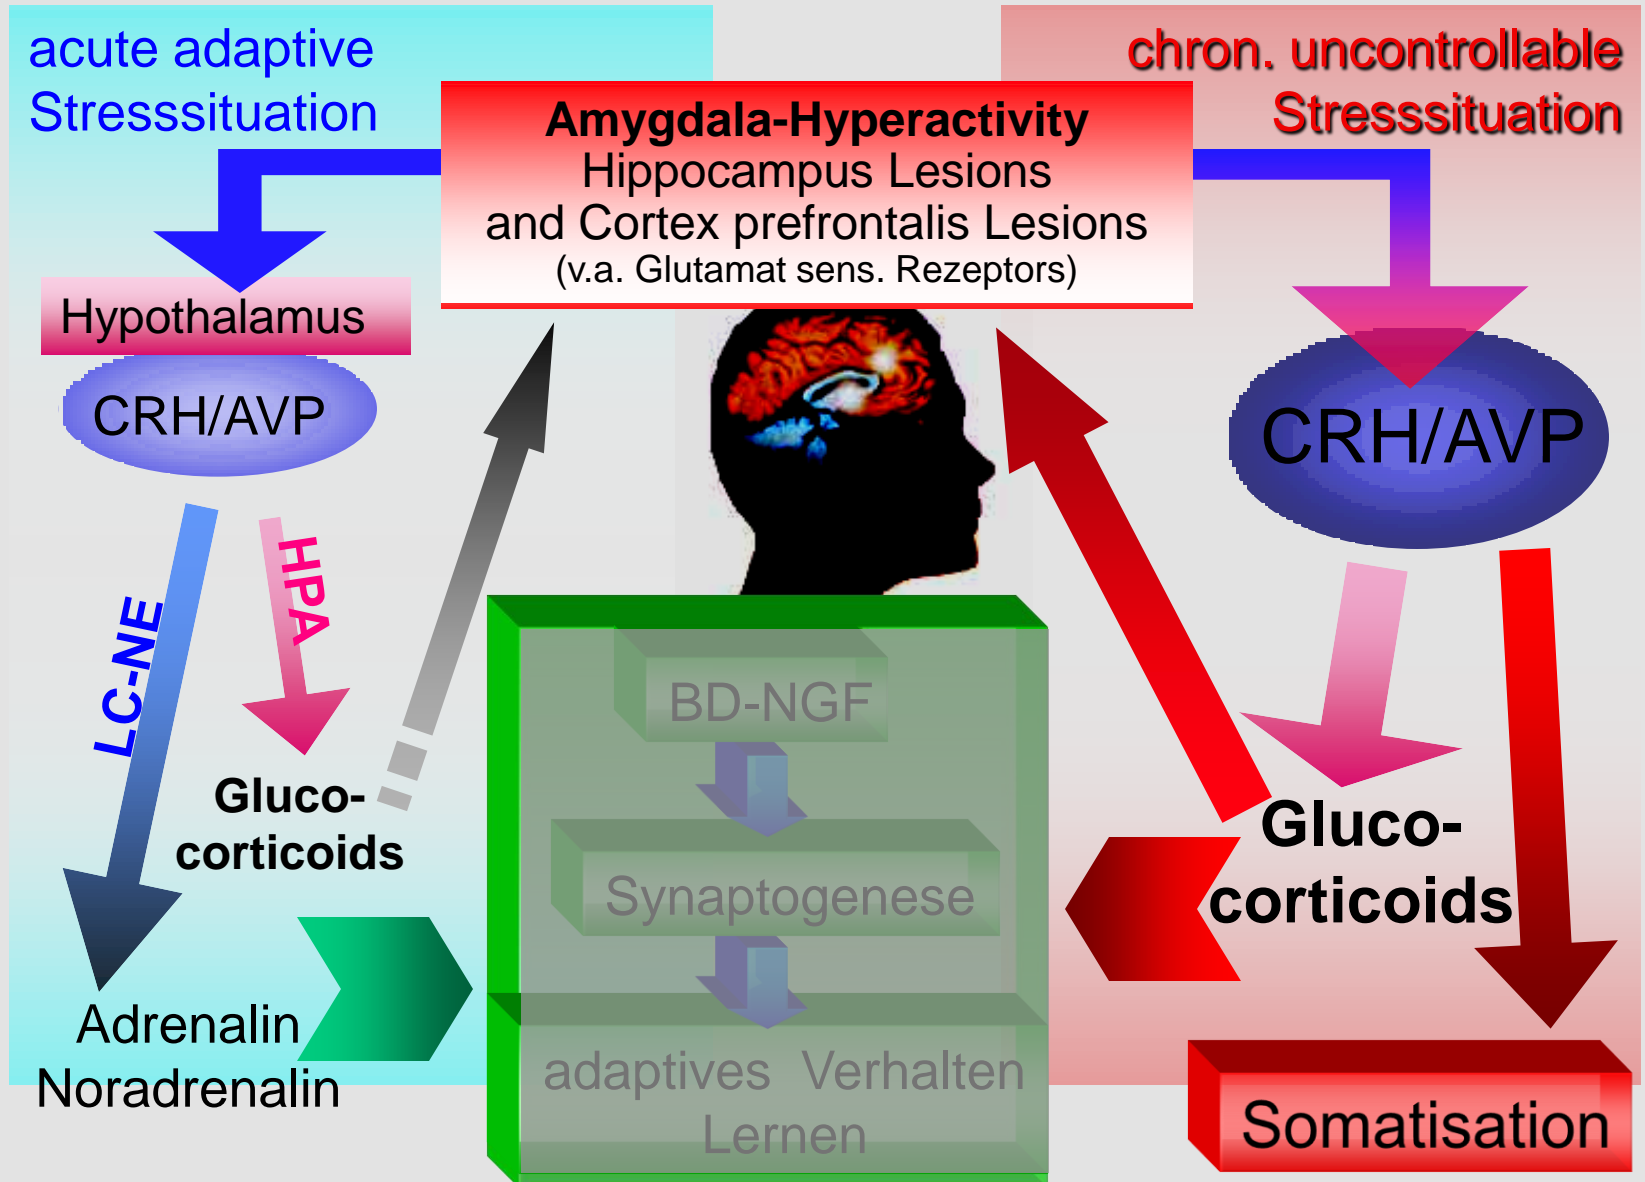 acute adaptive
Stresssituation
chron. uncontrollable
Stresssituation
Amygdala-Hyperactivity
Hippocampus Lesions
and Cortex prefrontalis Lesions
(v.a. Glutamat sens. Rezeptors)
Hypothalamus
CRH/AVP
CRH/AVP
LC-NE
HPA
Gluco-
corticoids
Adrenalin
Noradrenalin
BD-NGF
Synaptogenese
adaptives Verhalten
Lernen
Gluco-
corticoids
Somatisation